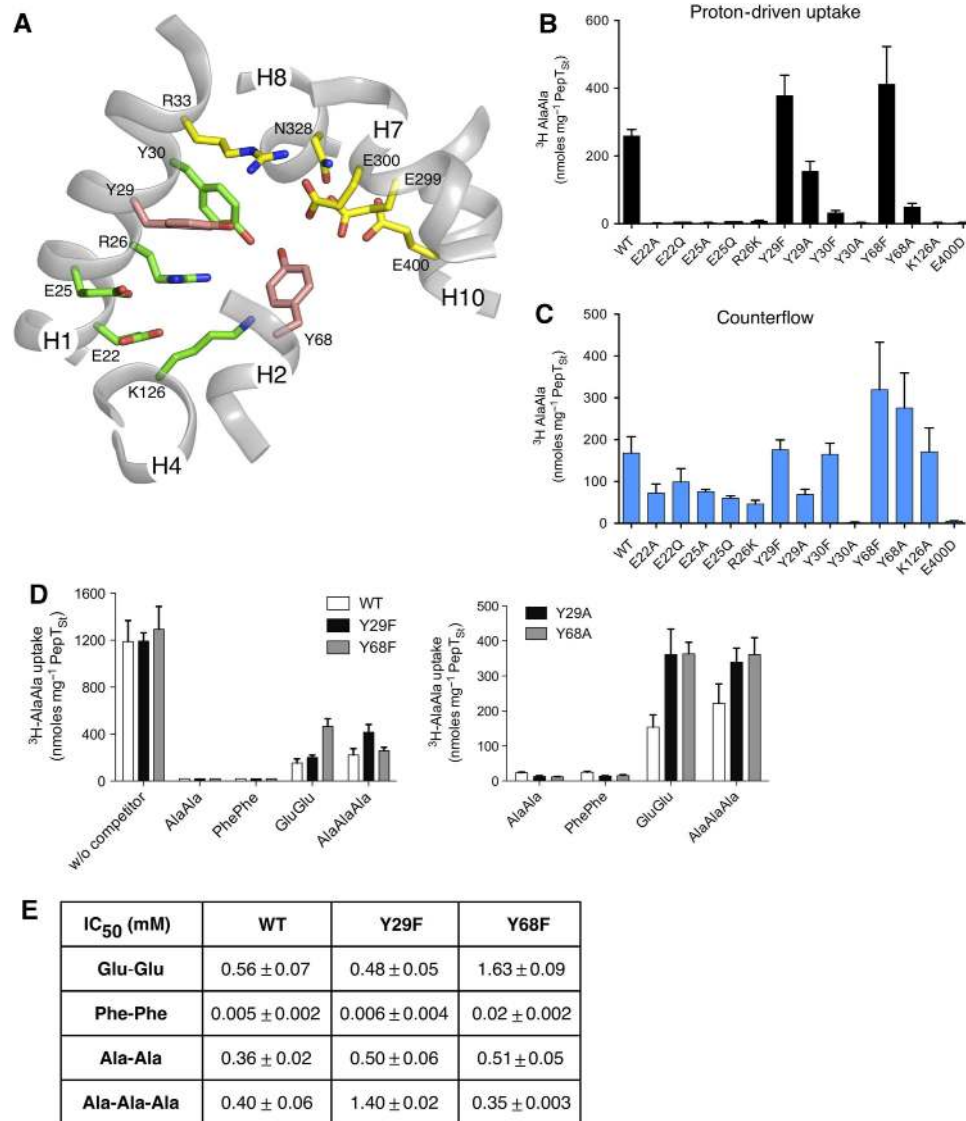 A
H8
R33
N328
H7
Y30
E300
E299
Y29
R26
E400
E25
H10
H1
E22
Y68
K126
H2
H4
B
Proton-driven uptake
³H AlaAla
(nmoles mg⁻¹ PepT_St)
600
400
200
0
WT
E22A
E22Q
E25A
E25Q
R26K
Y29F
Y29A
Y30F
Y30A
Y68F
Y68A
K126A
E400D
C
Counterflow
³H AlaAla
(nmoles mg⁻¹ PepT_St)
500
400
300
200
100
0
WT
E22A
E22Q
E25A
E25Q
R26K
Y29F
Y29A
Y30F
Y30A
Y68F
Y68A
K126A
E400D
D
³H-AlaAla uptake
(nmoles mg⁻¹ PepT_St)
1600
1200
800
400
0
WT
Y29F
Y68F
w/o competitor
AlaAla
PhePhe
GluGlu
AlaAlaAla
³H-AlaAla uptake
(nmoles mg⁻¹ PepT_St)
500
400
300
200
100
0
Y29A
Y68A
AlaAla
PhePhe
GluGlu
AlaAlaAla
E
IC₅₀ (mM) WT Y29F Y68F
Glu-Glu 0.56 ± 0.07 0.48 ± 0.05 1.63 ± 0.09
Phe-Phe 0.005 ± 0.002 0.006 ± 0.004 0.02 ± 0.002
Ala-Ala 0.36 ± 0.02 0.50 ± 0.06 0.51 ± 0.05
Ala-Ala-Ala 0.40 ± 0.06 1.40 ± 0.02 0.35 ± 0.003